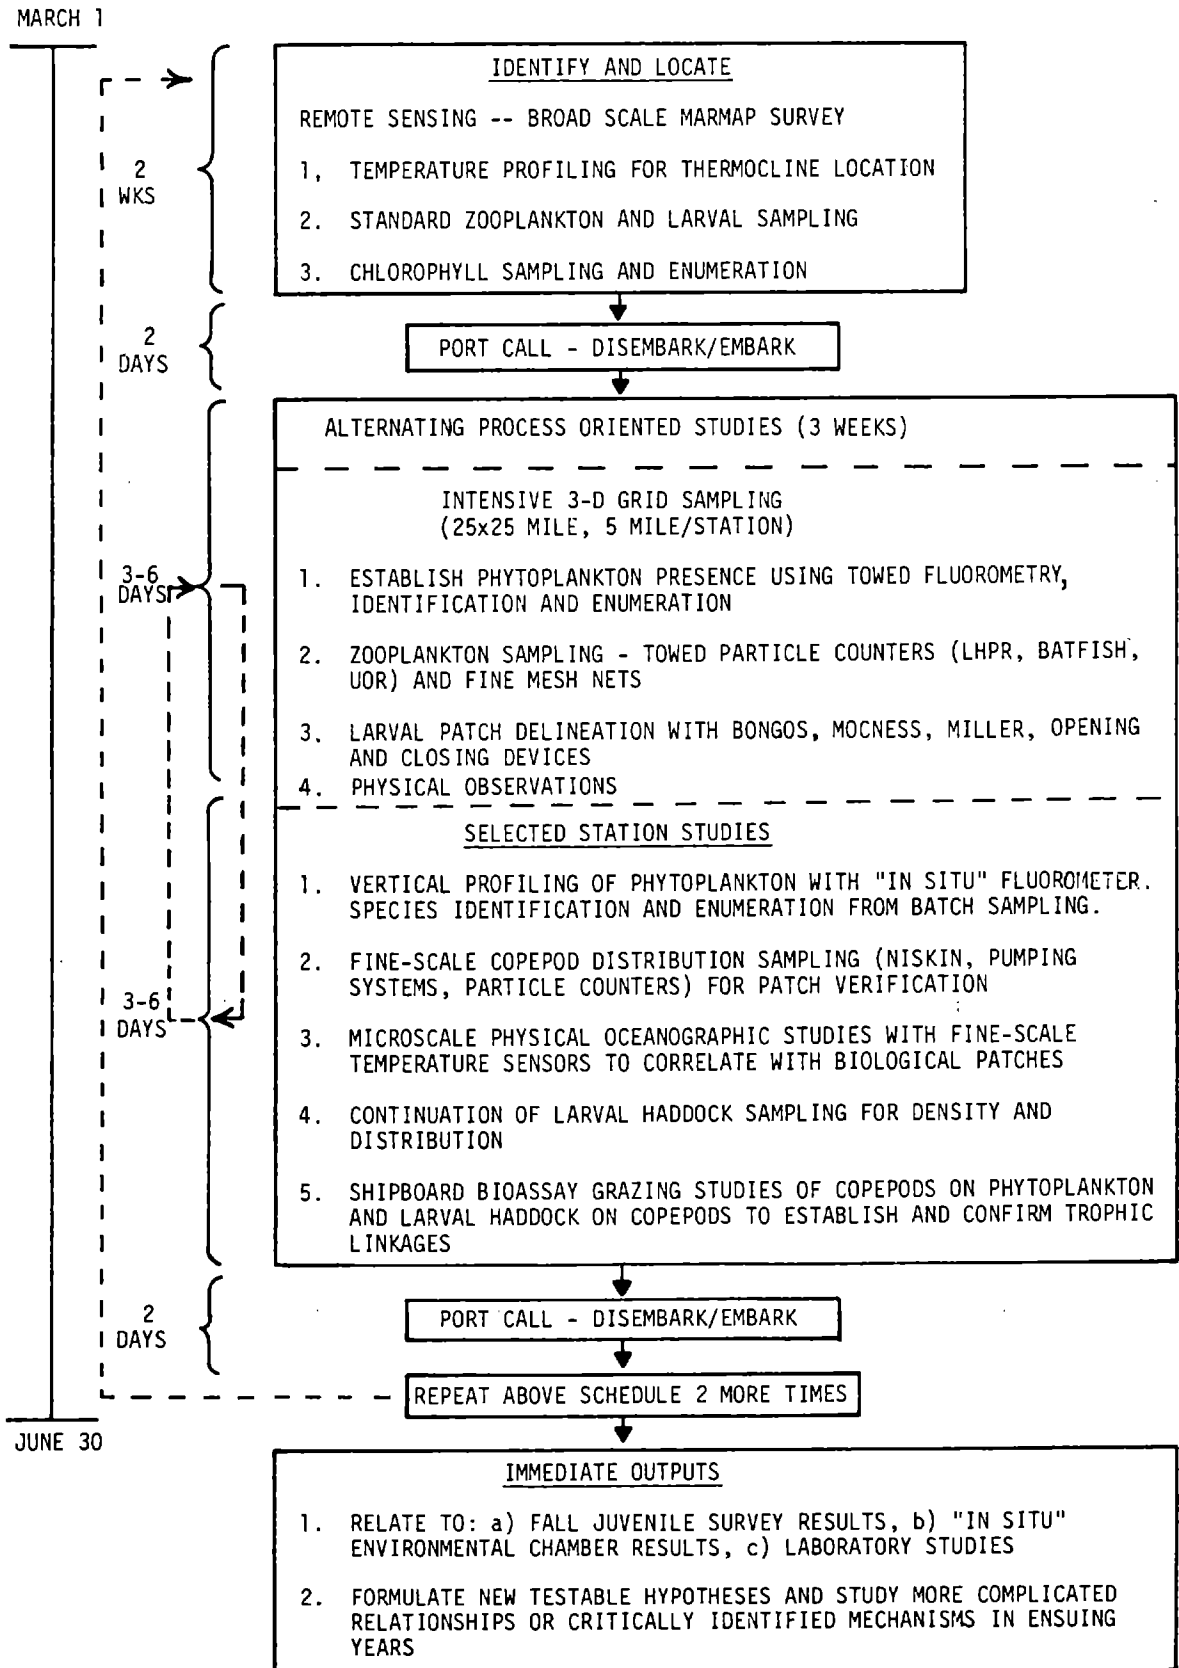 MARCH 1
IDENTIFY AND LOCATE
REMOTE SENSING -- BROAD SCALE MARMAP SURVEY
1, TEMPERATURE PROFILING FOR THERMOCLINE LOCATION
2. STANDARD ZOOPLANKTON AND LARVAL SAMPLING
3. CHLOROPHYLL SAMPLING AND ENUMERATION
2
WKS
PORT CALL - DISEMBARK/EMBARK
2
DAYS
ALTERNATING PROCESS ORIENTED STUDIES (3 WEEKS)
INTENSIVE 3-D GRID SAMPLING
(25x25 MILE, 5 MILE/STATION)
1. ESTABLISH PHYTOPLANKTON PRESENCE USING TOWED FLUOROMETRY,
IDENTIFICATION AND ENUMERATION
2. ZOOPLANKTON SAMPLING - TOWED PARTICLE COUNTERS (LHPR, BATFISH,
UOR) AND FINE MESH NETS
3. LARVAL PATCH DELINEATION WITH BONGOS, MOCNESS, MILLER, OPENING
AND CLOSING DEVICES
4. PHYSICAL OBSERVATIONS
3-6
DAYS
SELECTED STATION STUDIES
1. VERTICAL PROFILING OF PHYTOPLANKTON WITH "IN SITU" FLUOROMETER.
SPECIES IDENTIFICATION AND ENUMERATION FROM BATCH SAMPLING.
2. FINE-SCALE COPEPOD DISTRIBUTION SAMPLING (NISKIN, PUMPING
SYSTEMS, PARTICLE COUNTERS) FOR PATCH VERIFICATION
3. MICROSCALE PHYSICAL OCEANOGRAPHIC STUDIES WITH FINE-SCALE
TEMPERATURE SENSORS TO CORRELATE WITH BIOLOGICAL PATCHES
4. CONTINUATION OF LARVAL HADDOCK SAMPLING FOR DENSITY AND
DISTRIBUTION
5. SHIPBOARD BIOASSAY GRAZING STUDIES OF COPEPODS ON PHYTOPLANKTON
AND LARVAL HADDOCK ON COPEPODS TO ESTABLISH AND CONFIRM TROPHIC
LINKAGES
3-6
DAYS
PORT CALL - DISEMBARK/EMBARK
2
DAYS
REPEAT ABOVE SCHEDULE 2 MORE TIMES
JUNE 30
IMMEDIATE OUTPUTS
1. RELATE TO: a) FALL JUVENILE SURVEY RESULTS, b) "IN SITU"
ENVIRONMENTAL CHAMBER RESULTS, c) LABORATORY STUDIES
2. FORMULATE NEW TESTABLE HYPOTHESES AND STUDY MORE COMPLICATED
RELATIONSHIPS OR CRITICALLY IDENTIFIED MECHANISMS IN ENSUING
YEARS